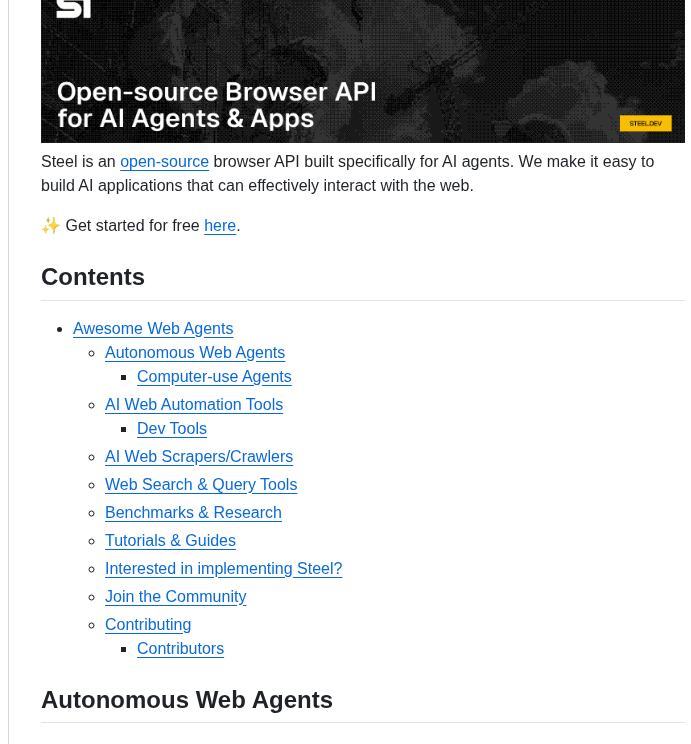 Open-source Browser API
for AI Agents & Apps
STEEL.DEV
Steel is an open-source browser API built specifically for AI agents. We make it easy to
build AI applications that can effectively interact with the web.
✨ Get started for free here.
Contents
Awesome Web Agents
Autonomous Web Agents
Computer-use Agents
AI Web Automation Tools
Dev Tools
AI Web Scrapers/Crawlers
Web Search & Query Tools
Benchmarks & Research
Tutorials & Guides
Interested in implementing Steel?
Join the Community
Contributing
Contributors
Autonomous Web Agents